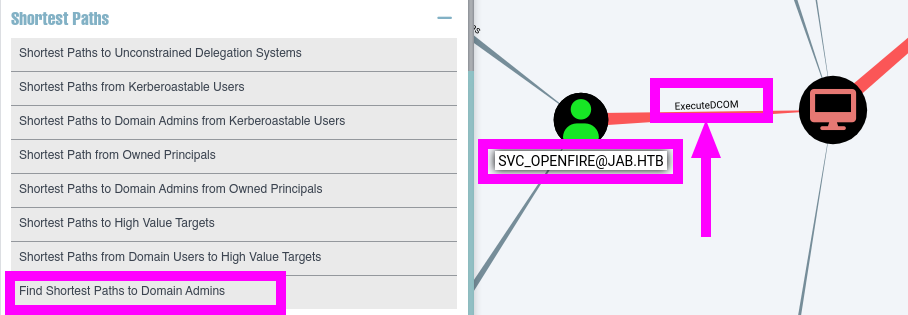 Shortest Paths
Shortest Paths to Unconstrained Delegation Systems
Shortest Paths from Kerberoastable Users
Shortest Paths to Domain Admins from Kerberoastable Users
Shortest Path from Owned Principals
Shortest Paths to Domain Admins from Owned Principals
Shortest Paths to High Value Targets
Shortest Paths from Domain Users to High Value Targets
Find Shortest Paths to Domain Admins
ExecuteDCOM
SVC_OPENFIRE@JAB.HTB